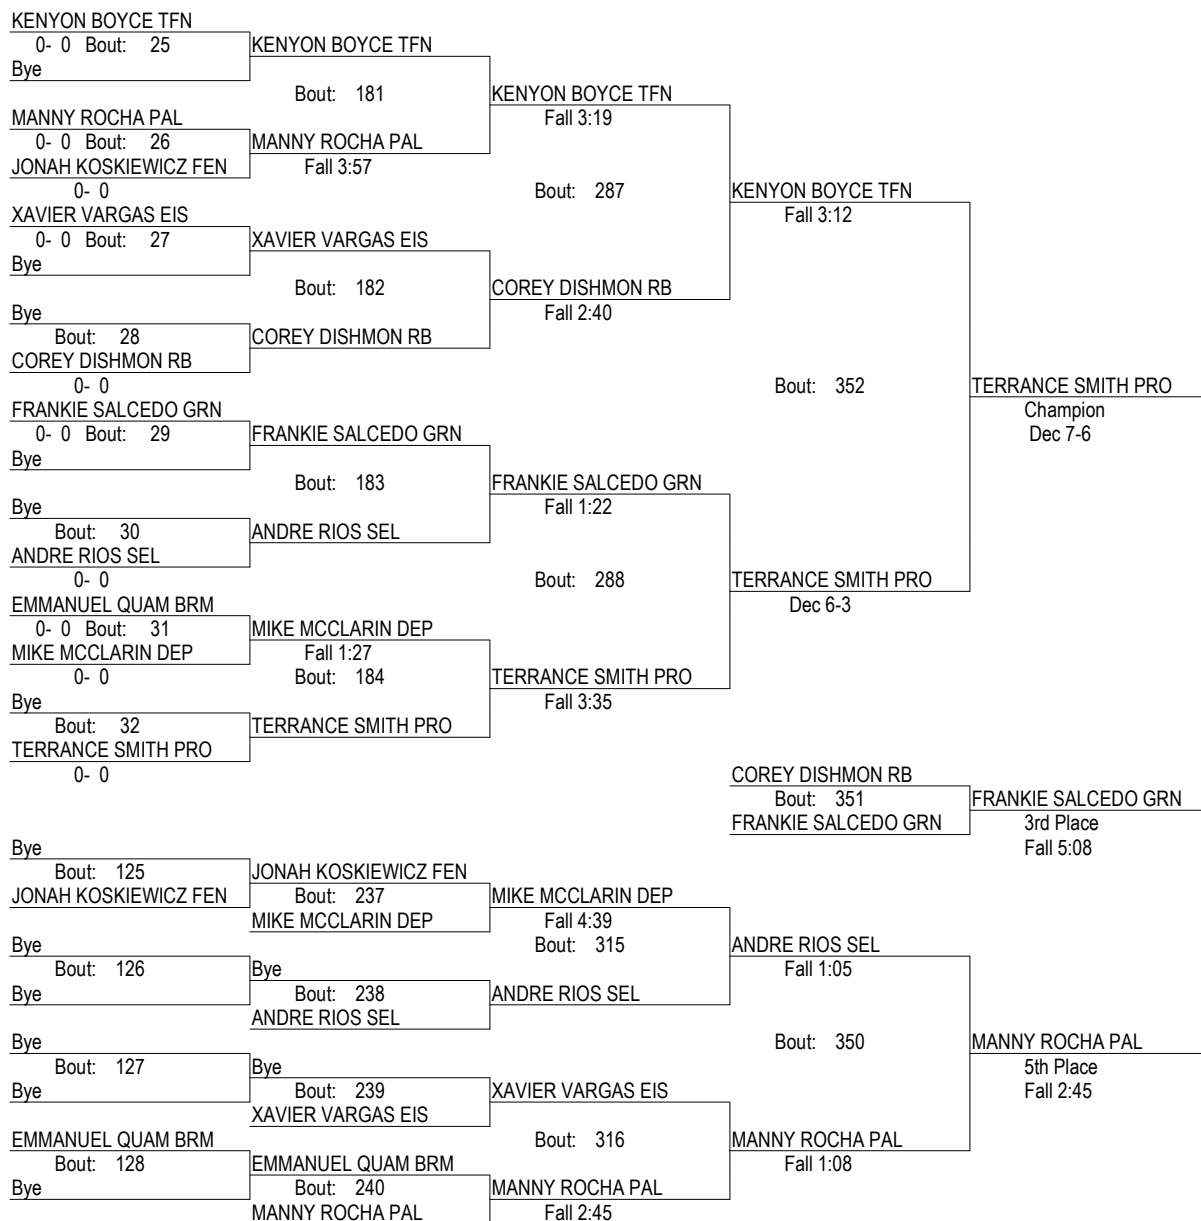 KENYON BOYCE TFN
0- 0 Bout: 25
KENYON BOYCE TFN
Bye
Bout: 181
KENYON BOYCE TFN
MANNY ROCHA PAL
Fall 3:19
0- 0 Bout: 26
MANNY ROCHA PAL
JONAH KOSKIEWICZ FEN
Fall 3:57
0- 0
Bout: 287
KENYON BOYCE TFN
XAVIER VARGAS EIS
Fall 3:12
0- 0 Bout: 27
XAVIER VARGAS EIS
Bye
Bout: 182
COREY DISHMON RB
Bye
Fall 2:40
Bout: 28
COREY DISHMON RB
COREY DISHMON RB
0- 0
Bout: 352
TERRANCE SMITH PRO
FRANKIE SALCEDO GRN
Champion
0- 0 Bout: 29
FRANKIE SALCEDO GRN
Dec 7-6
Bye
Bout: 183
FRANKIE SALCEDO GRN
Bye
Fall 1:22
Bout: 30
ANDRE RIOS SEL
ANDRE RIOS SEL
0- 0
Bout: 288
TERRANCE SMITH PRO
EMMANUEL QUAM BRM
Dec 6-3
0- 0 Bout: 31
MIKE MCCLARIN DEP
MIKE MCCLARIN DEP
Fall 1:27
0- 0
Bout: 184
TERRANCE SMITH PRO
Bye
Fall 3:35
Bout: 32
TERRANCE SMITH PRO
TERRANCE SMITH PRO
0- 0
COREY DISHMON RB
Bout: 351
FRANKIE SALCEDO GRN
FRANKIE SALCEDO GRN
3rd Place
Fall 5:08
Bye
Bout: 125
JONAH KOSKIEWICZ FEN
JONAH KOSKIEWICZ FEN
Bout: 237
MIKE MCCLARIN DEP
MIKE MCCLARIN DEP
Fall 4:39
Bye
Bout: 315
ANDRE RIOS SEL
Bout: 126
Bye
Fall 1:05
Bye
Bout: 238
ANDRE RIOS SEL
ANDRE RIOS SEL
Bye
Bout: 350
MANNY ROCHA PAL
Bout: 127
Bye
5th Place
Bye
Bout: 239
XAVIER VARGAS EIS
Fall 2:45
XAVIER VARGAS EIS
EMMANUEL QUAM BRM
Bout: 316
MANNY ROCHA PAL
Bout: 128
EMMANUEL QUAM BRM
Fall 1:08
Bye
Bout: 240
MANNY ROCHA PAL
MANNY ROCHA PAL
Fall 2:45